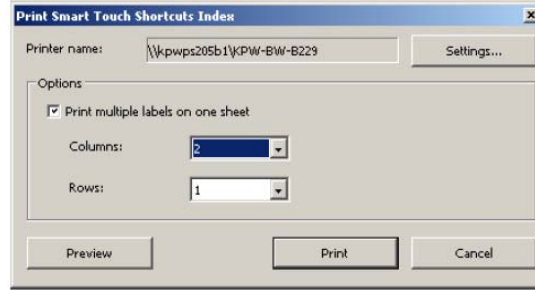 Print Smart Touch Shortcuts Index
Printer name: \\kpwps205b1\KPW-BW-B229 Settings...
Options
Print multiple labels on one sheet
Columns: 2
Rows: 1
Preview Print Cancel